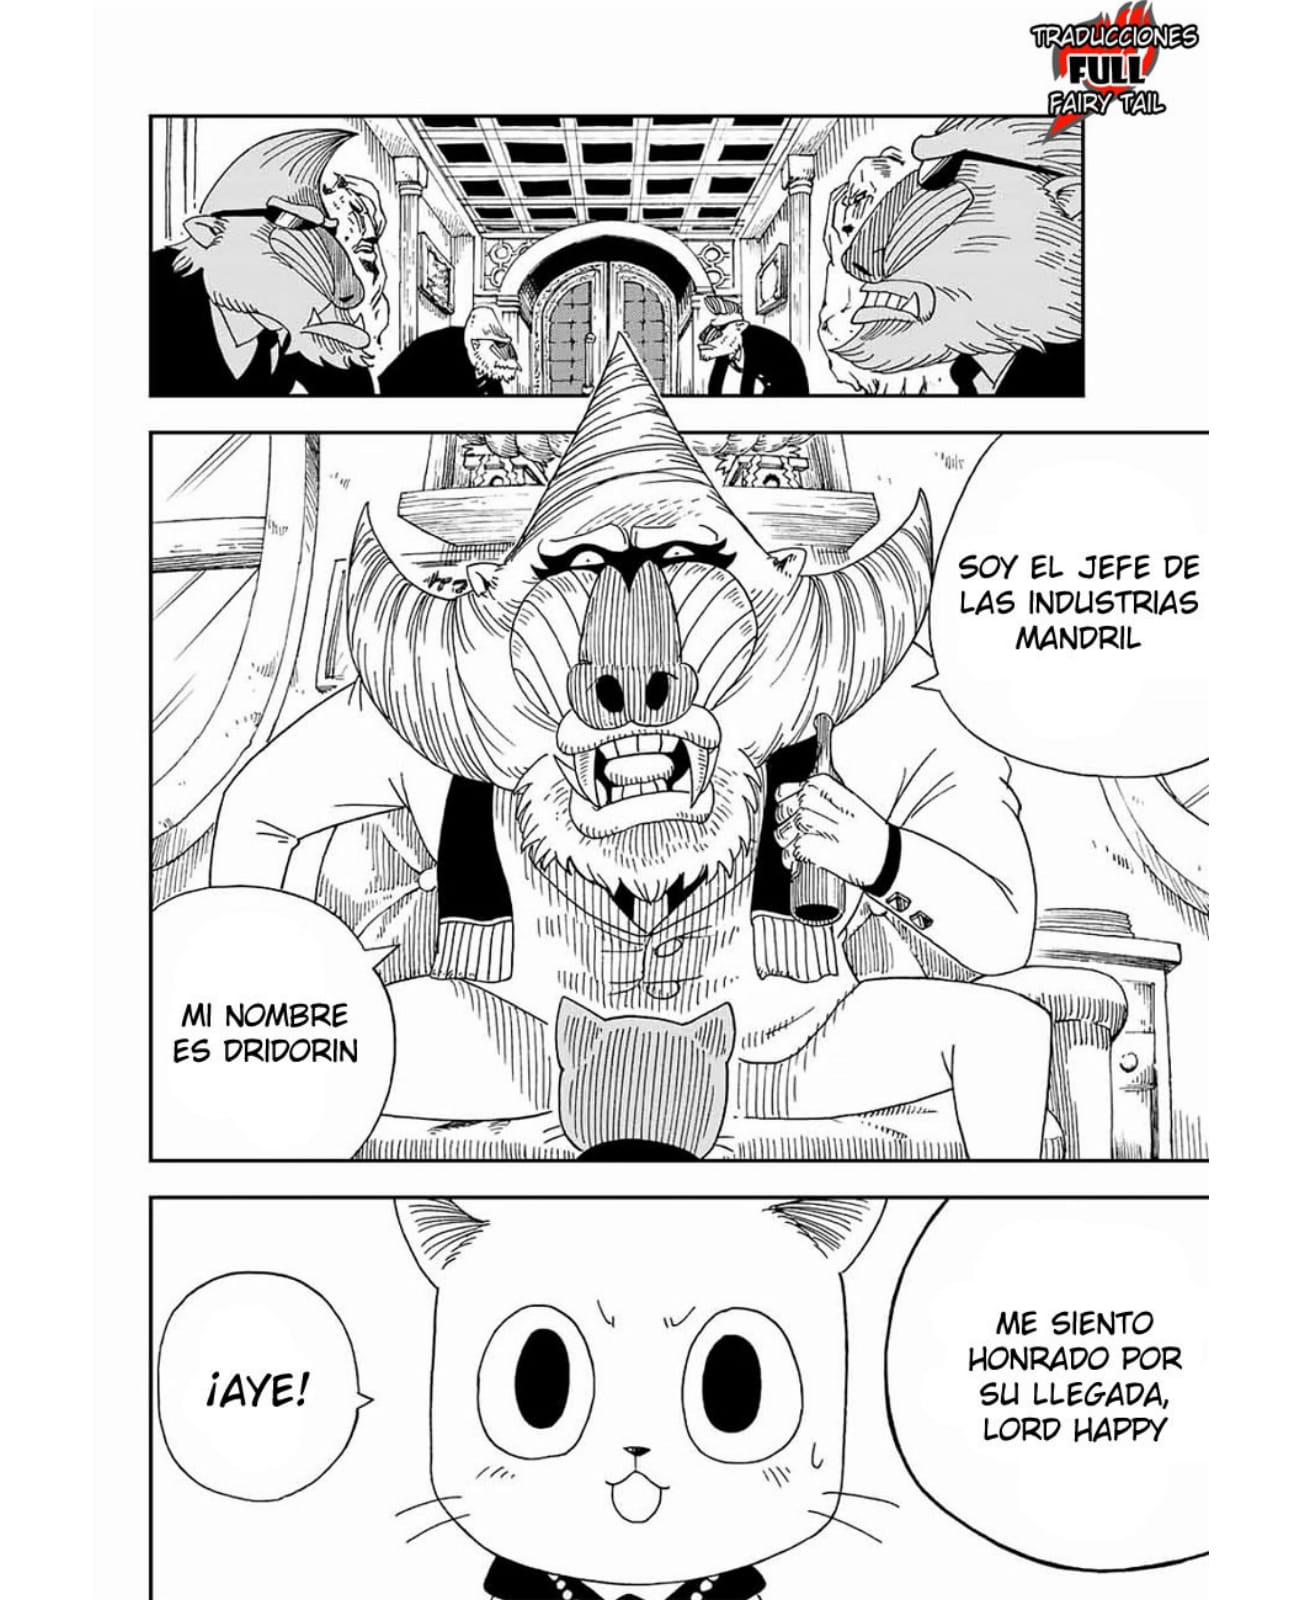 TRADUCCIONES
FULL
FAIRY TAIL
SOY EL JEFE DE
LAS INDUSTRIAS
MANDRIL
MI NOMBRE
ES DRIDORIN
ME SIENTO
HONRADO POR
SU LLEGADA,
LORD HAPPY
¡AYE!